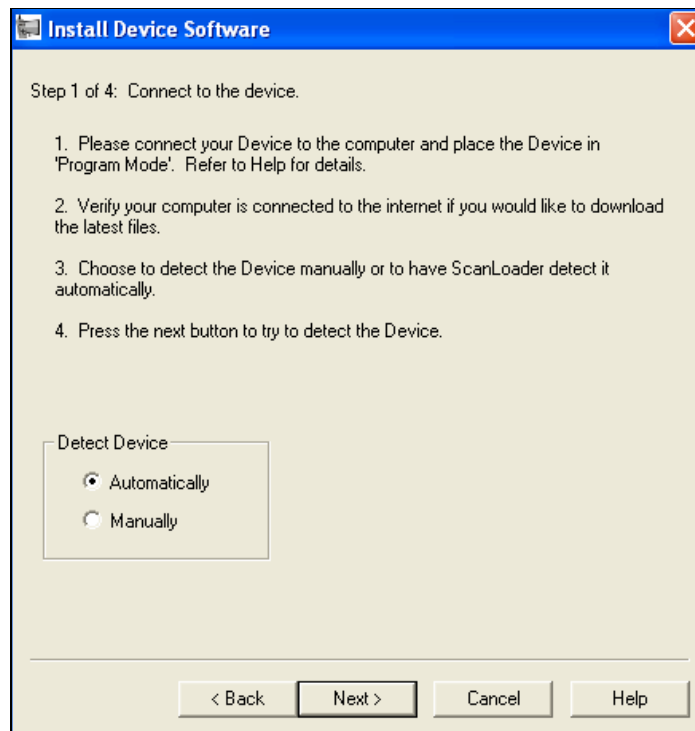 Install Device Software
Step 1 of 4:  Connect to the device.
1.  Please connect your Device to the computer and place the Device in
'Program Mode'.  Refer to Help for details.
2.  Verify your computer is connected to the internet if you would like to download
the latest files.
3.  Choose to detect the Device manually or to have ScanLoader detect it
automatically.
4.  Press the next button to try to detect the Device.
Detect Device
Automatically
Manually
< Back  Next >  Cancel  Help